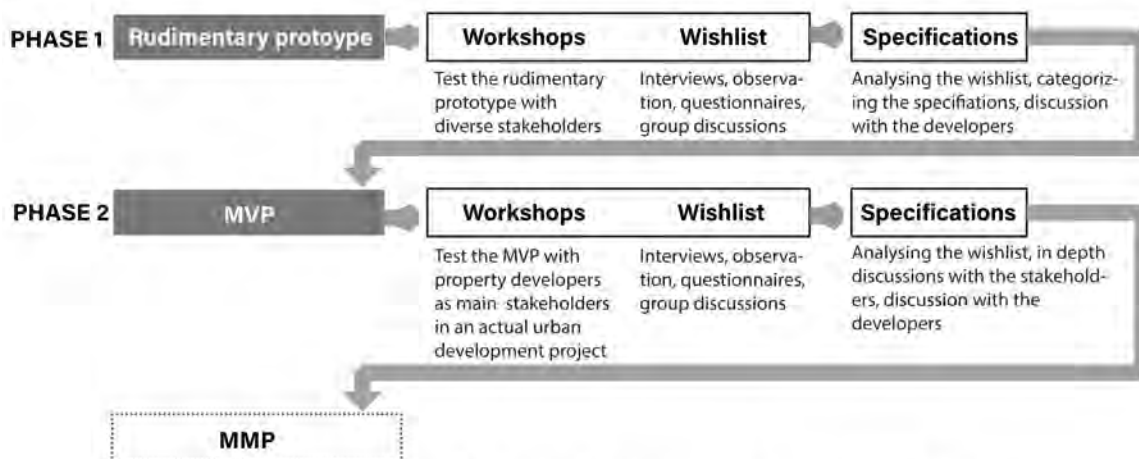 PHASE 1
Rudimentary protoype
Workshops
Wishlist
Specifications
Test the rudimentary
prototype with
diverse stakeholders
Interviews, observa-
tion, questionnaires,
group discussions
Analysing the wishlist, categoriz-
ing the specifiations, discussion
with the developers
PHASE 2
MVP
Workshops
Wishlist
Specifications
Test the MVP with
property developers
as main stakeholders
in an actual urban
development project
Interviews, observa-
tion, questionnaires,
group discussions
Analysing the wishlist, in depth
discussions with the stakehold-
ers, discussion with the
developers
MMP